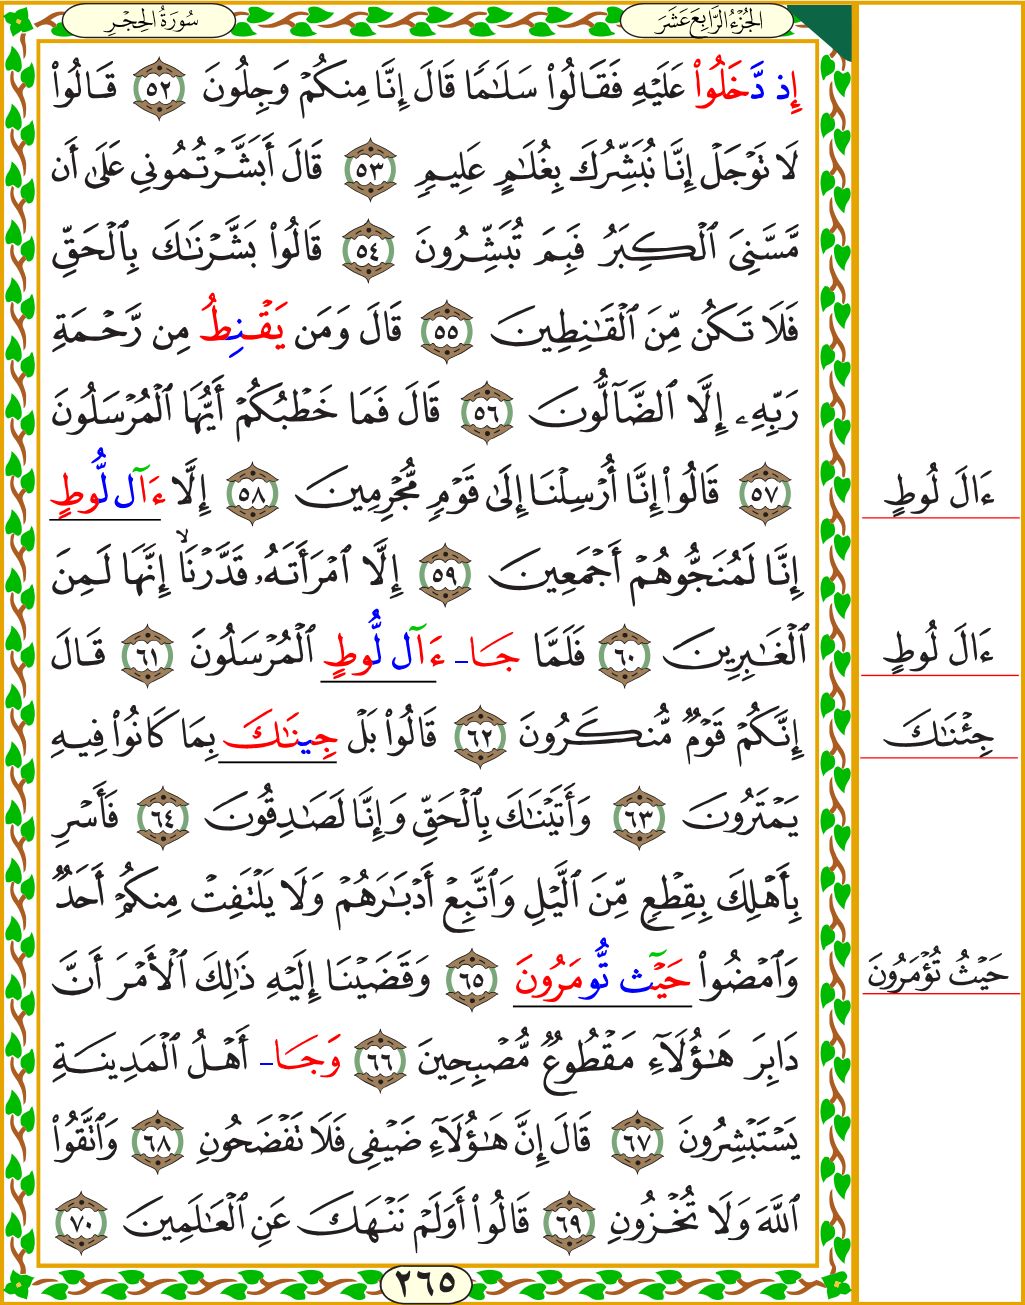 سُورَةُ الحِجْرِ
الجُزْءُ الرَّابِعَ عَشَرَ
إِذ دَّخَلُوا۟ عَلَيْهِ فَقَالُوا۟ سَلَـٰمًا قَالَ إِنَّا مِنكُمْ وَجِلُونَ ٥٢ قَالُوا۟
لَا تَوْجَلْ إِنَّا نُبَشِّرُكَ بِغُلَـٰمٍ عَلِيمٍ ٥٣ قَالَ أَبَشَّرْتُمُونِى عَلَىٰ أَن
مَّسَّنِىَ ٱلْكِبَرُ فَبِمَ تُبَشِّرُونَ ٥٤ قَالُوا۟ بَشَّرْنَـٰكَ بِٱلْحَقِّ
فَلَا تَكُن مِّنَ ٱلْقَـٰنِطِينَ ٥٥ قَالَ وَمَن يَقْنِطُ مِن رَّحْمَةِ
رَبِّهِۦ إِلَّا ٱلضَّآلُّونَ ٥٦ قَالَ فَمَا خَطْبُكُمْ أَيُّهَا ٱلْمُرْسَلُونَ
٥٧ قَالُوٓا۟ إِنَّا أُرْسِلْنَا إِلَىٰ قَوْمٍ مُّجْرِمِينَ ٥٨ إِلَّا ءَآل لُّوطٍ
ءَالَ لُوطٍ
إِنَّا لَمُنَجُّوهُمْ أَجْمَعِينَ ٥٩ إِلَّا ٱمْرَأَتَهُۥ قَدَّرْنَاۙ إِنَّهَا لَمِنَ
ٱلْغَـٰبِرِينَ ٦٠ فَلَمَّا جَا- ءَآل لُّوطٍ ٱلْمُرْسَلُونَ ٦١ قَالَ
ءَالَ لُوطٍ
إِنَّكُمْ قَوْمٌ مُّنكَرُونَ ٦٢ قَالُوا۟ بَلْ جِينَـٰكَ بِمَا كَانُوا۟ فِيهِ
جِئْنَـٰكَ
يَمْتَرُونَ ٦٣ وَأَتَيْنَـٰكَ بِٱلْحَقِّ وَإِنَّا لَصَـٰدِقُونَ ٦٤ فَأَسْرِ
بِأَهْلِكَ بِقِطْعٍ مِّنَ ٱلَّيْلِ وَٱتَّبِعْ أَدْبَـٰرَهُمْ وَلَا يَلْتَفِتْ مِنكُمْ أَحَدٌ
وَٱمْضُوا۟ حَيْث تُّومَرُونَ ٦٥ وَقَضَيْنَا إِلَيْهِ ذَٰلِكَ ٱلْأَمْرَ أَنَّ
حَيْثُ تُؤْمَرُونَ
دَابِرَ هَـٰؤُلَآءِ مَقْطُوعٌ مُّصْبِحِينَ ٦٦ وَجَا- أَهْلُ ٱلْمَدِينَةِ
يَسْتَبْشِرُونَ ٦٧ قَالَ إِنَّ هَـٰؤُلَآءِ ضَيْفِى فَلَا تَفْضَحُونِ ٦٨ وَٱتَّقُوا۟
ٱللَّهَ وَلَا تُخْزُونِ ٦٩ قَالُوا۟ أَوَلَمْ نَنْهَكَ عَنِ ٱلْعَـٰلَمِينَ ٧٠
٢٦٥